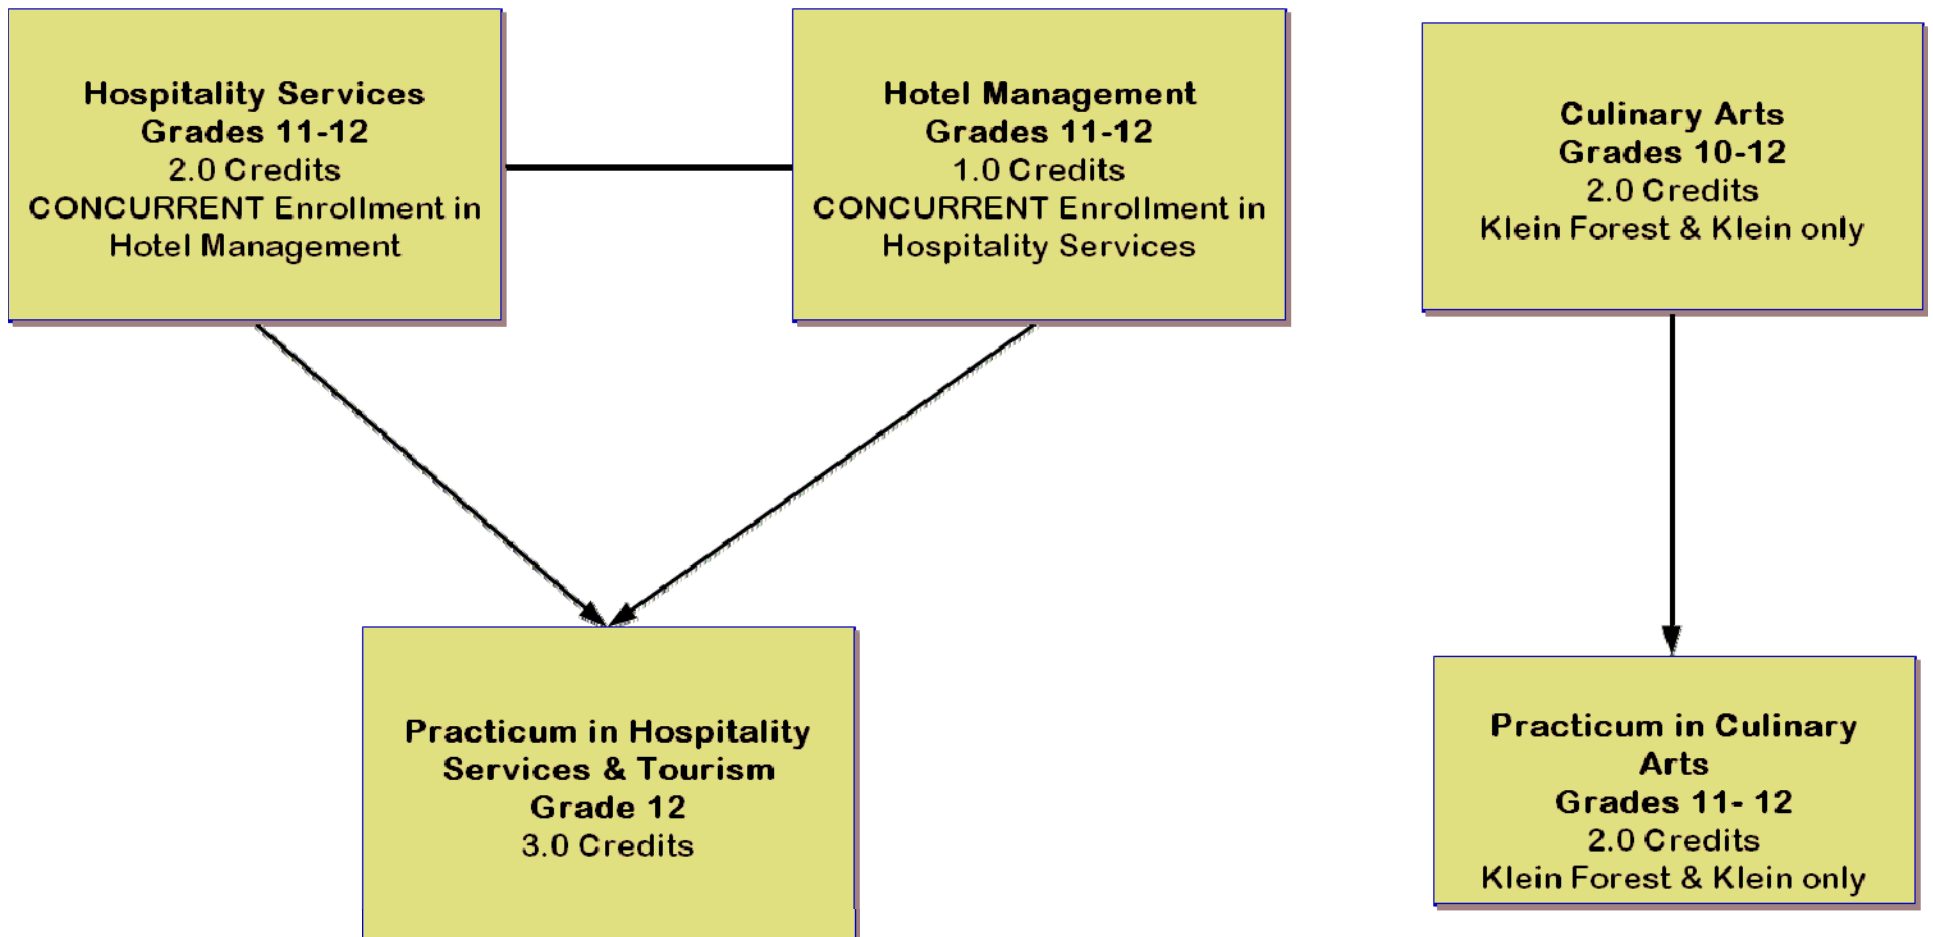 Hospitality Services
Grades 11-12
2.0 Credits
CONCURRENT Enrollment in
Hotel Management
Hotel Management
Grades 11-12
1.0 Credits
CONCURRENT Enrollment in
Hospitality Services
Culinary Arts
Grades 10-12
2.0 Credits
Klein Forest & Klein only
Practicum in Hospitality
Services & Tourism
Grade 12
3.0 Credits
Practicum in Culinary
Arts
Grades 11- 12
2.0 Credits
Klein Forest & Klein only